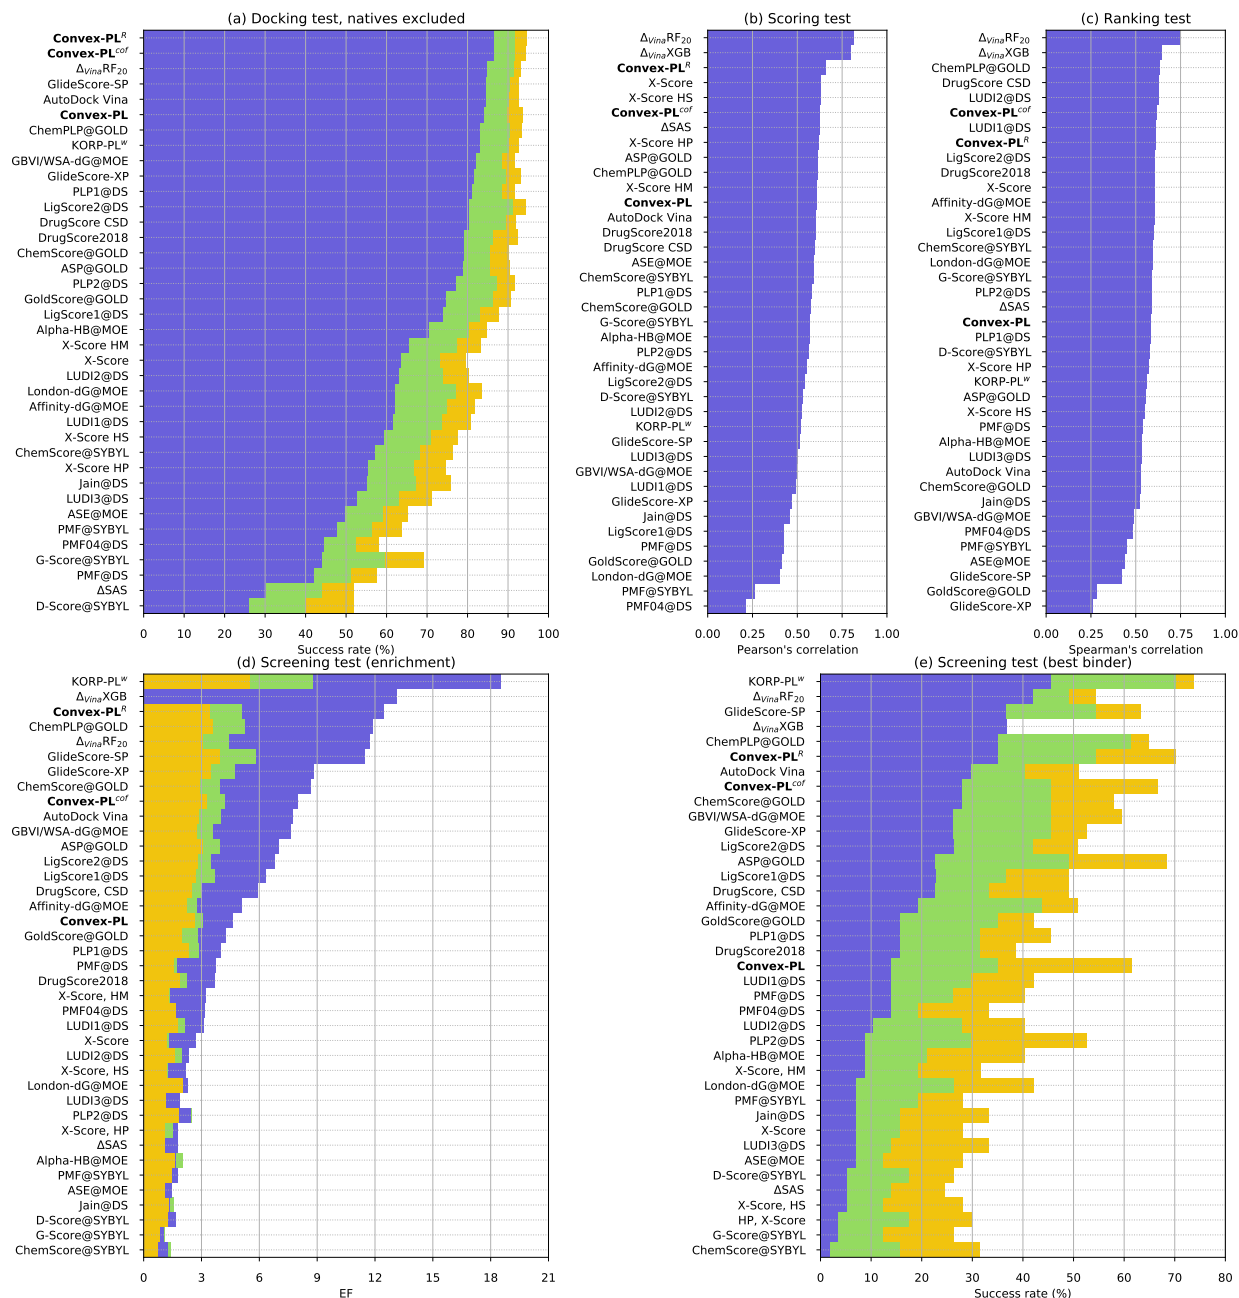 (a) Docking test, natives excluded
Convex-PL^R
Convex-PL^cof
Δ_Vina RF_20
GlideScore-SP
AutoDock Vina
Convex-PL
ChemPLP@GOLD
KORP-PL^w
GBVI/WSA-dG@MOE
GlideScore-XP
PLP1@DS
LigScore2@DS
DrugScore CSD
DrugScore2018
ChemScore@GOLD
ASP@GOLD
PLP2@DS
GoldScore@GOLD
LigScore1@DS
Alpha-HB@MOE
X-Score HM
X-Score
LUDI2@DS
London-dG@MOE
Affinity-dG@MOE
LUDI1@DS
X-Score HS
ChemScore@SYBYL
X-Score HP
Jain@DS
LUDI3@DS
ASE@MOE
PMF@SYBYL
PMF04@DS
G-Score@SYBYL
PMF@DS
ΔSAS
D-Score@SYBYL
0 10 20 30 40 50 60 70 80 90 100
Success rate (%)
(b) Scoring test
Δ_Vina RF_20
Δ_Vina XGB
Convex-PL^R
X-Score
X-Score HS
Convex-PL^cof
ΔSAS
X-Score HP
ASP@GOLD
ChemPLP@GOLD
X-Score HM
Convex-PL
AutoDock Vina
DrugScore2018
DrugScore CSD
ASE@MOE
ChemScore@SYBYL
PLP1@DS
ChemScore@GOLD
G-Score@SYBYL
Alpha-HB@MOE
PLP2@DS
Affinity-dG@MOE
LigScore2@DS
D-Score@SYBYL
LUDI2@DS
KORP-PL^w
GlideScore-SP
LUDI3@DS
GBVI/WSA-dG@MOE
LUDI1@DS
GlideScore-XP
Jain@DS
LigScore1@DS
PMF@DS
GoldScore@GOLD
London-dG@MOE
PMF@SYBYL
PMF04@DS
0.00 0.25 0.50 0.75 1.00
Pearson's correlation
(c) Ranking test
Δ_Vina RF_20
Δ_Vina XGB
ChemPLP@GOLD
DrugScore CSD
LUDI2@DS
Convex-PL^cof
LUDI1@DS
Convex-PL^R
LigScore2@DS
DrugScore2018
X-Score
Affinity-dG@MOE
X-Score HM
LigScore1@DS
ChemScore@SYBYL
London-dG@MOE
G-Score@SYBYL
PLP2@DS
ΔSAS
Convex-PL
PLP1@DS
D-Score@SYBYL
X-Score HP
KORP-PL^w
ASP@GOLD
X-Score HS
PMF@DS
Alpha-HB@MOE
LUDI3@DS
AutoDock Vina
ChemScore@GOLD
Jain@DS
GBVI/WSA-dG@MOE
PMF04@DS
PMF@SYBYL
ASE@MOE
GlideScore-SP
GoldScore@GOLD
GlideScore-XP
0.00 0.25 0.50 0.75 1.00
Spearman's correlation
(d) Screening test (enrichment)
KORP-PL^w
Δ_Vina XGB
Convex-PL^R
ChemPLP@GOLD
Δ_Vina RF_20
GlideScore-SP
GlideScore-XP
ChemScore@GOLD
Convex-PL^cof
AutoDock Vina
GBVI/WSA-dG@MOE
ASP@GOLD
LigScore2@DS
LigScore1@DS
DrugScore, CSD
Affinity-dG@MOE
Convex-PL
GoldScore@GOLD
PLP1@DS
PMF@DS
DrugScore2018
X-Score, HM
PMF04@DS
LUDI1@DS
X-Score
LUDI2@DS
X-Score, HS
London-dG@MOE
LUDI3@DS
PLP2@DS
X-Score, HP
ΔSAS
Alpha-HB@MOE
PMF@SYBYL
ASE@MOE
Jain@DS
D-Score@SYBYL
G-Score@SYBYL
ChemScore@SYBYL
0 3 6 9 12 15 18 21
EF
(e) Screening test (best binder)
KORP-PL^w
Δ_Vina RF_20
GlideScore-SP
Δ_Vina XGB
ChemPLP@GOLD
Convex-PL^R
AutoDock Vina
Convex-PL^cof
ChemScore@GOLD
GBVI/WSA-dG@MOE
GlideScore-XP
LigScore2@DS
ASP@GOLD
LigScore1@DS
DrugScore, CSD
Affinity-dG@MOE
GoldScore@GOLD
PLP1@DS
DrugScore2018
Convex-PL
LUDI1@DS
PMF@DS
PMF04@DS
LUDI2@DS
PLP2@DS
Alpha-HB@MOE
X-Score, HM
London-dG@MOE
PMF@SYBYL
Jain@DS
X-Score
LUDI3@DS
ASE@MOE
D-Score@SYBYL
ΔSAS
X-Score, HS
HP, X-Score
G-Score@SYBYL
ChemScore@SYBYL
0 10 20 30 40 50 60 70 80
Success rate (%)